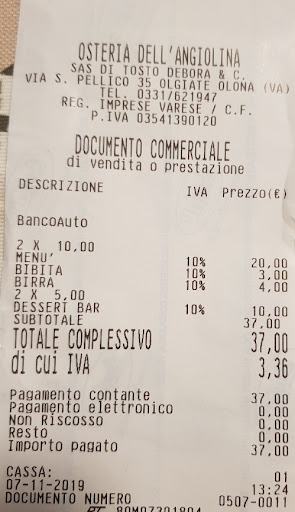 OSTERIA DELL'ANGIOLINA
SAS DI TOSTO DEBORA & C.
VIA S. PELLICO 35 OLGIATE OLONA (VA)
TEL. 0331/621947
REG. IMPRESE VARESE / C.F.
P.IVA 03541390120
DOCUMENTO COMMERCIALE
di vendita o prestazione
DESCRIZIONE IVA Prezzo(€)
BancoAuto
2 X 10,00
MENU' 10% 20,00
BIBITA 10% 3,00
BIRRA 10% 4,00
2 X 5,00
DESSERT BAR 10% 10,00
SUBTOTALE 37,00
TOTALE COMPLESSIVO 37,00
di cui IVA 3,36
Pagamento contante 37,00
Pagamento elettronico 0,00
Non Riscosso 0,00
Resto 0,00
Importo pagato 37,00
CASSA: 01
07-11-2019 13:24
DOCUMENTO NUMERO 0507-0011
RT 80M07301804